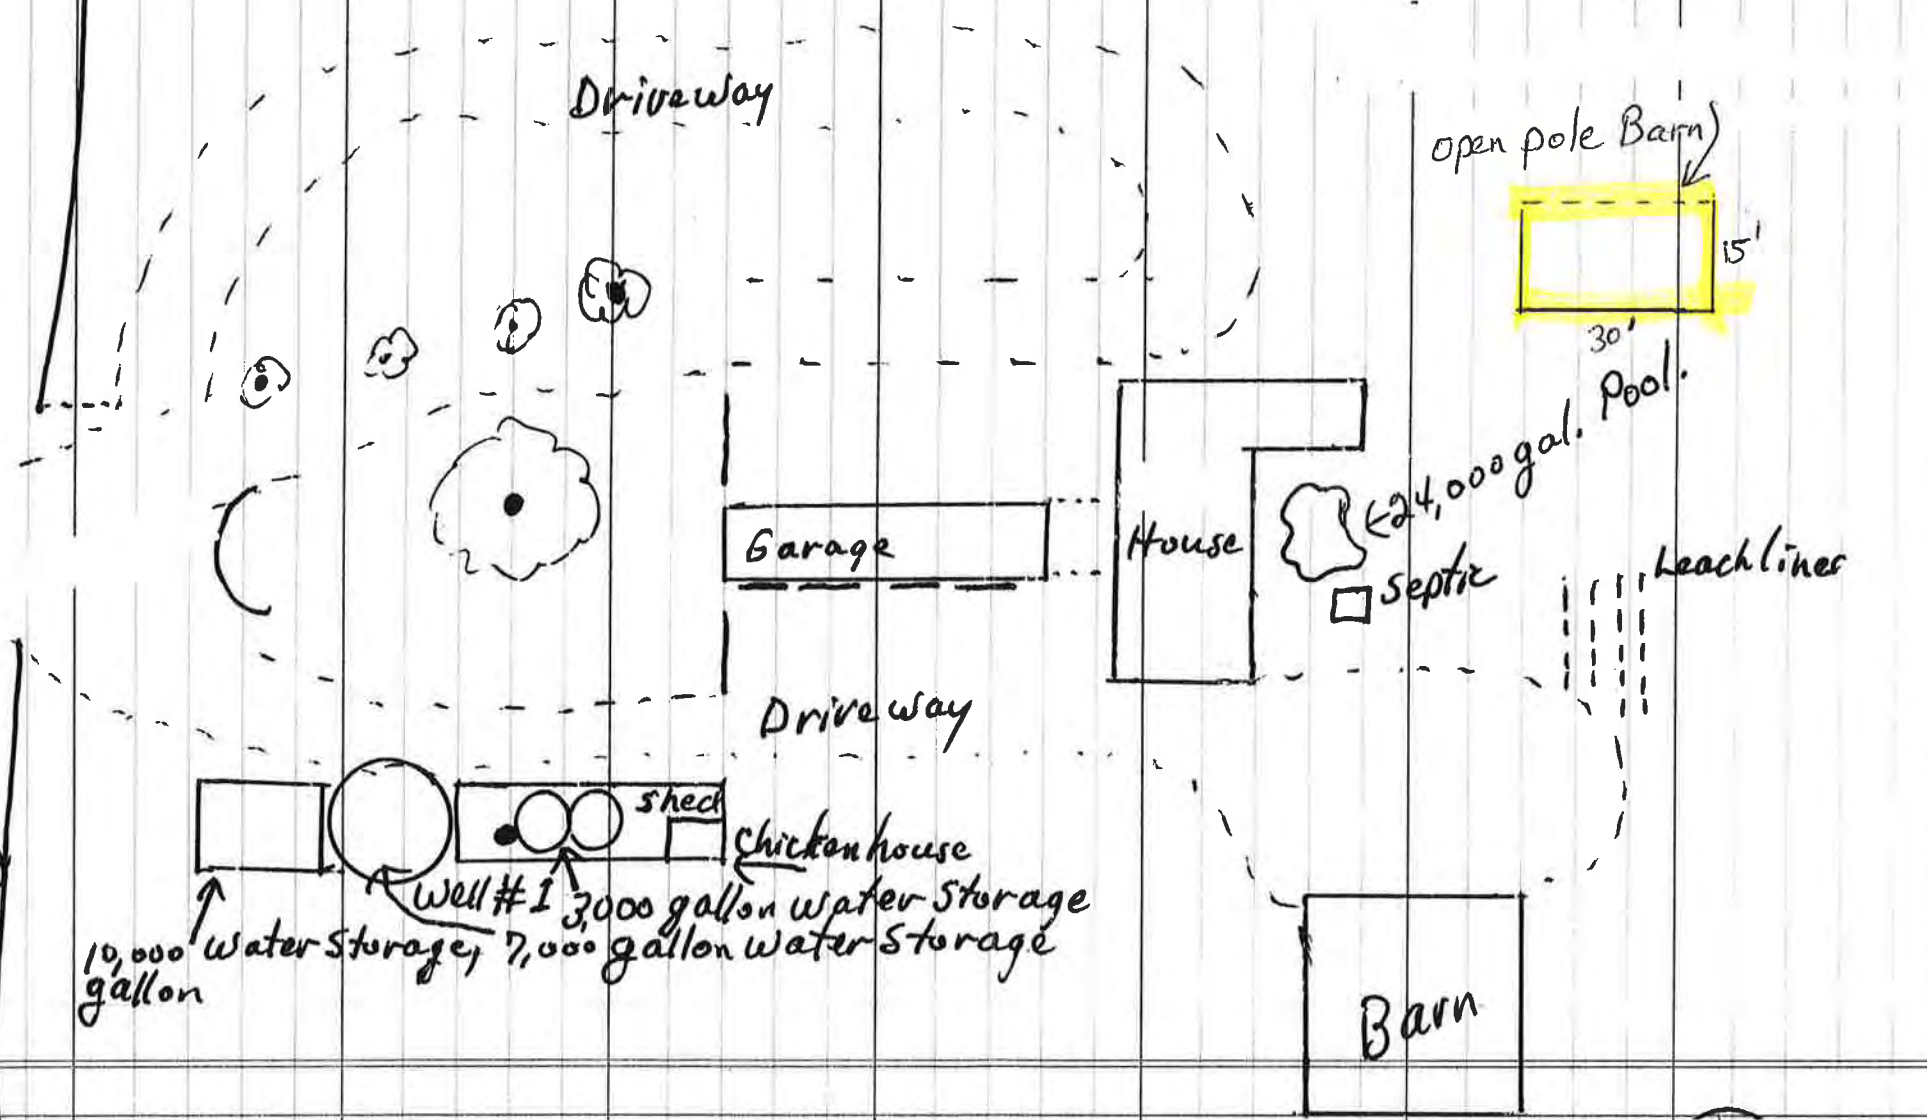 Driveway
open pole Barn
15'
30'
24,000 gal. Pool.
Garage
House
Septic
Leach lines
Driveway
Shed
Chicken house
Well #1 3,000 gallon water Storage
10,000 water Storage, 7,000 gallon water Storage
gallon
Barn